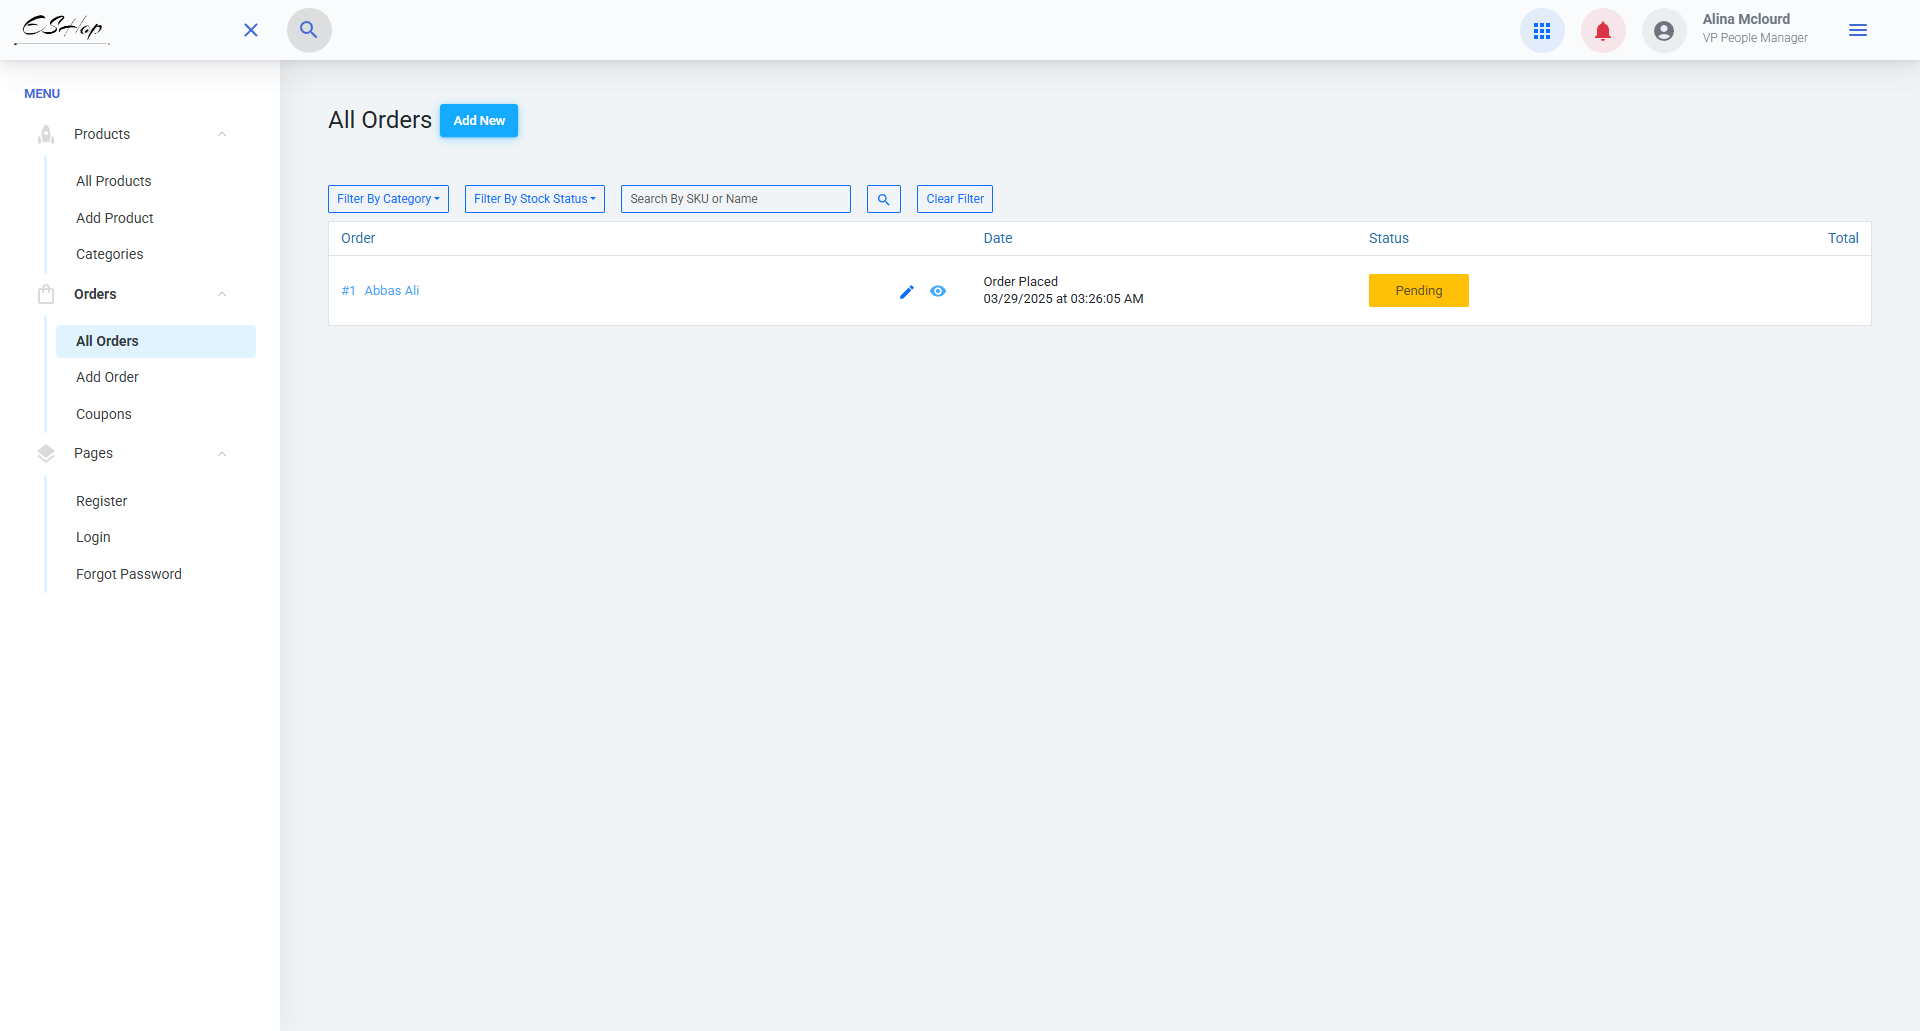 ESHop
Alina Mclourd
VP People Manager
MENU
Products
All Products
Add Product
Categories
Orders
All Orders
Add Order
Coupons
Pages
Register
Login
Forgot Password
All Orders Add New
Filter By Category Filter By Stock Status Search By SKU or Name Clear Filter
Order Date Status Total
#1 Abbas Ali Order Placed Pending
03/29/2025 at 03:26:05 AM